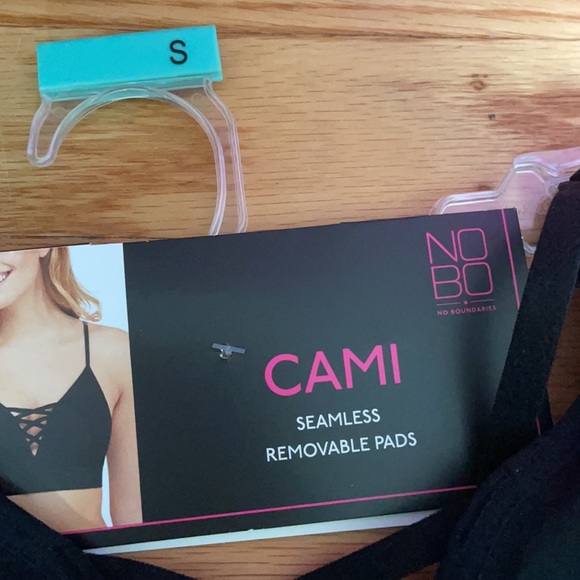 S
NO
BO
NO BOUNDARIES
CAMI
SEAMLESS
REMOVABLE PADS